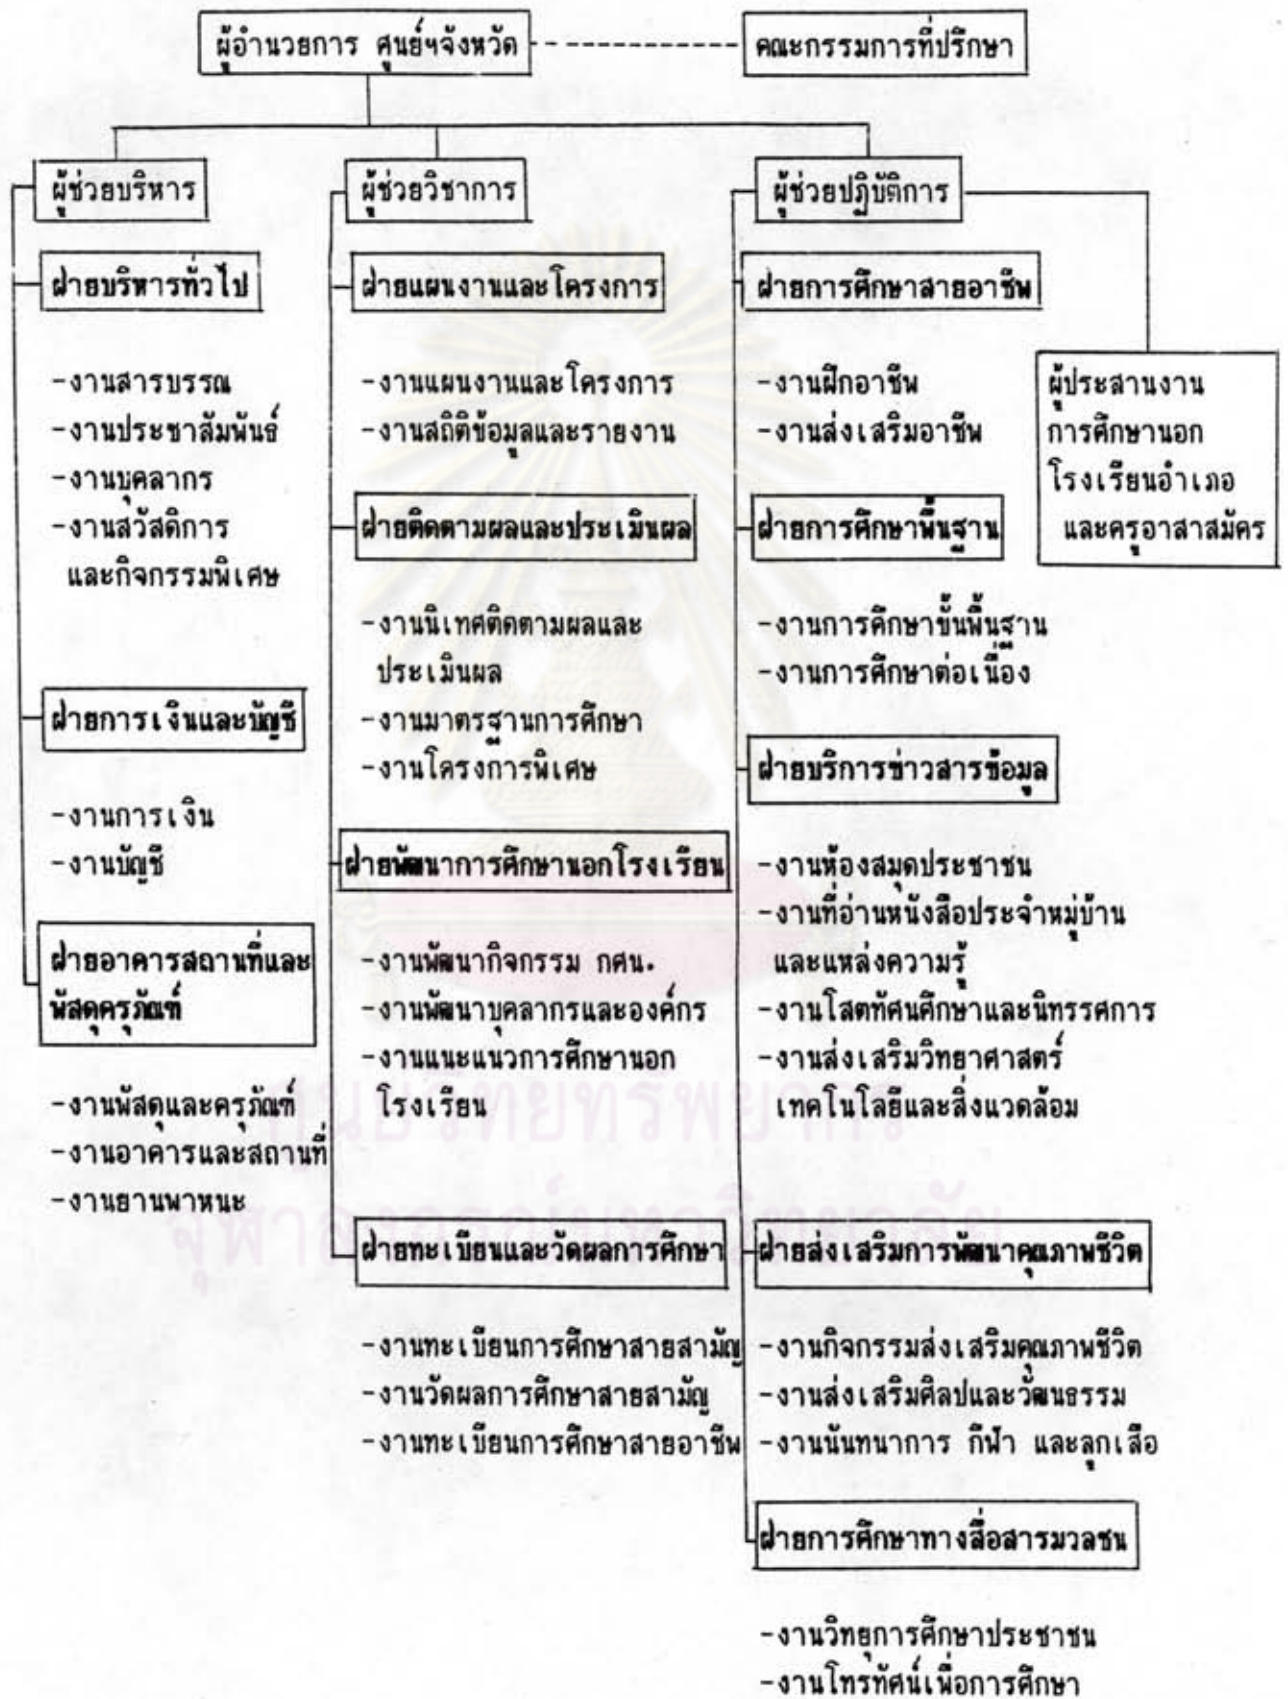 ผู้อำนวยการ ศูนย์ฯจังหวัด
คณะกรรมการที่ปรึกษา
ผู้ช่วยบริหาร
ฝ่ายบริหารทั่วไป
-งานสารบรรณ
-งานประชาสัมพันธ์
-งานบุคลากร
-งานสวัสดิการ
และกิจกรรมพิเศษ
ฝ่ายการเงินและบัญชี
-งานการเงิน
-งานบัญชี
ฝ่ายอาคารสถานที่และ
พัสดุครุภัณฑ์
-งานพัสดุและครุภัณฑ์
-งานอาคารและสถานที่
-งานยานพาหนะ
ผู้ช่วยวิชาการ
ฝ่ายแผนงานและโครงการ
-งานแผนงานและโครงการ
-งานสถิติข้อมูลและรายงาน
ฝ่ายติดตามผลและประเมินผล
-งานนิเทศติดตามผลและ
ประเมินผล
-งานมาตรฐานการศึกษา
-งานโครงการพิเศษ
ฝ่ายพัฒนาการศึกษานอกโรงเรียน
-งานพัฒนากิจกรรม กศน.
-งานพัฒนาบุคลากรและองค์กร
-งานแนะแนวการศึกษานอก
โรงเรียน
ฝ่ายทะเบียนและวัดผลการศึกษา
-งานทะเบียนการศึกษาสายสามัญ
-งานวัดผลการศึกษาสายสามัญ
-งานทะเบียนการศึกษาสายอาชีพ
ผู้ช่วยปฏิบัติการ
ฝ่ายการศึกษาสายอาชีพ
-งานฝึกอาชีพ
-งานส่งเสริมอาชีพ
ฝ่ายการศึกษาพื้นฐาน
-งานการศึกษาขั้นพื้นฐาน
-งานการศึกษาต่อเนื่อง
ฝ่ายบริการข่าวสารข้อมูล
-งานห้องสมุดประชาชน
-งานที่อ่านหนังสือประจำหมู่บ้าน
และแหล่งความรู้
-งานโสตทัศนศึกษาและนิทรรศการ
-งานส่งเสริมวิทยาศาสตร์
เทคโนโลยีและสิ่งแวดล้อม
ฝ่ายส่งเสริมการพัฒนาคุณภาพชีวิต
-งานกิจกรรมส่งเสริมคุณภาพชีวิต
-งานส่งเสริมศิลปและวัฒนธรรม
-งานนันทนาการ กีฬา และลูกเสือ
ฝ่ายการศึกษาทางสื่อสารมวลชน
-งานวิทยุการศึกษาประชาชน
-งานโทรทัศน์เพื่อการศึกษา
ผู้ประสานงาน
การศึกษานอก
โรงเรียนอำเภอ
และครูอาสาสมัคร
ศูนย์วิทยทรัพยากร
จุฬาลงกรณ์มหาวิทยาลัย